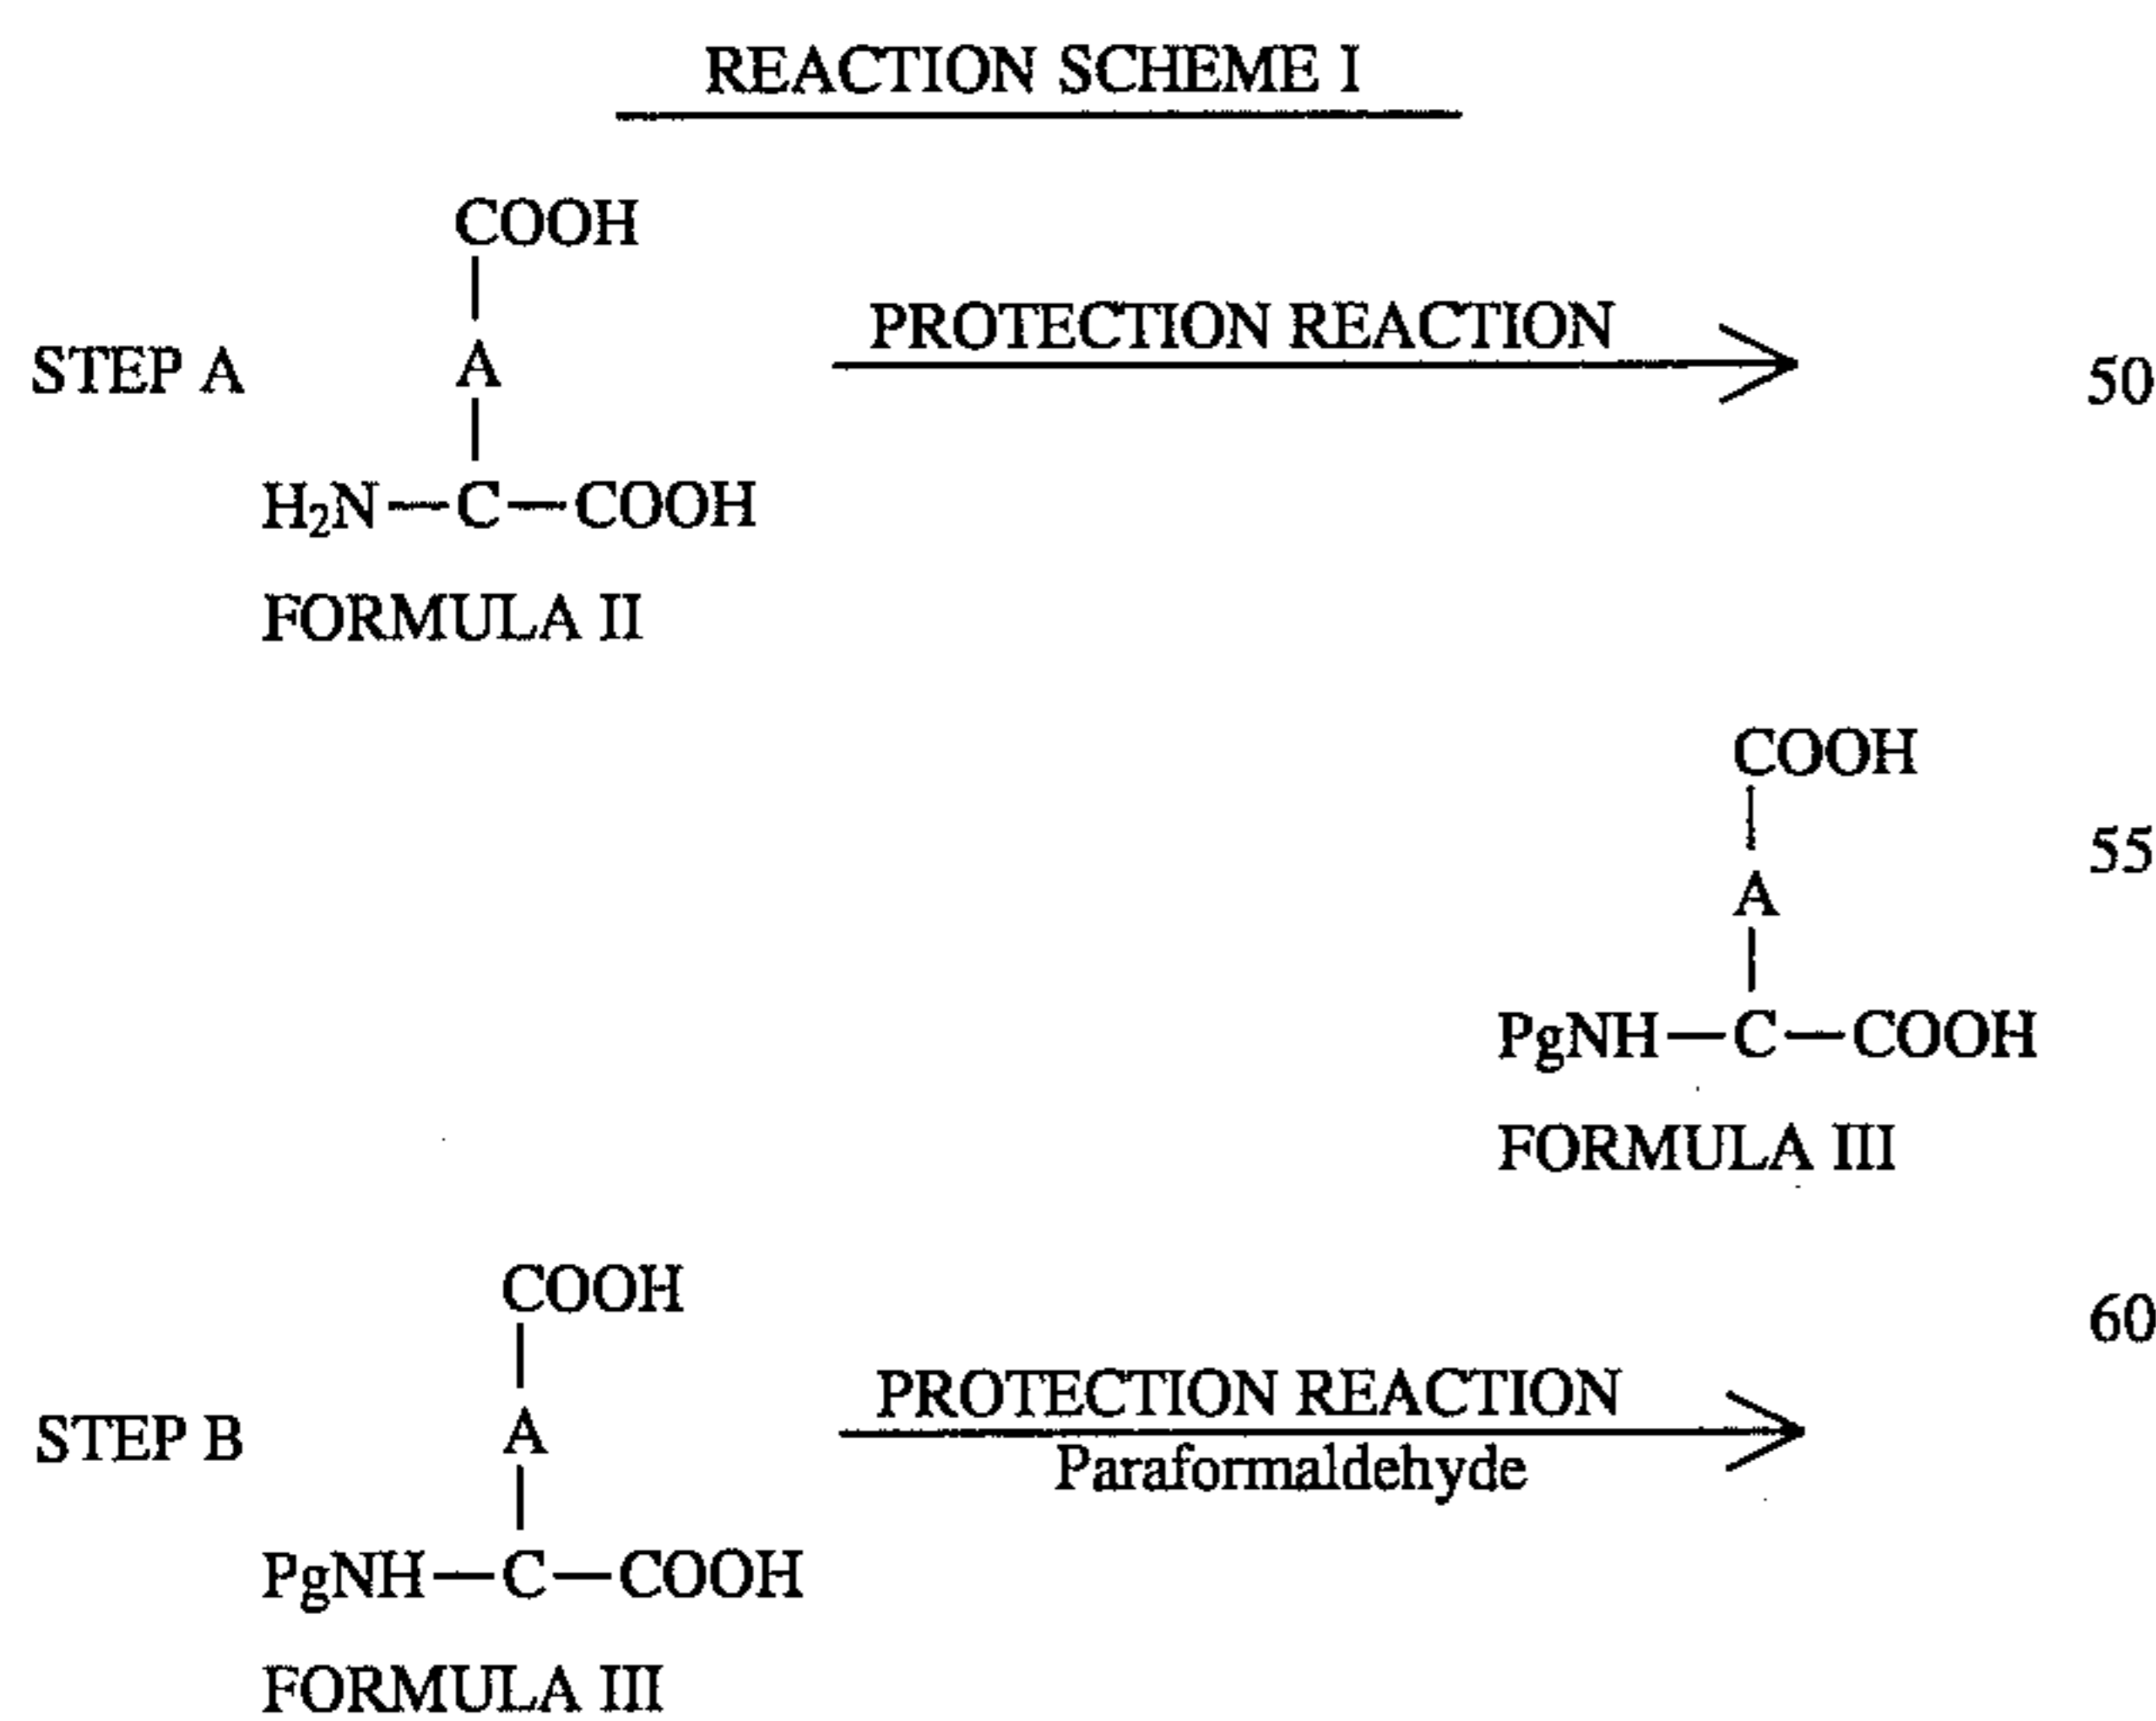 REACTION SCHEME I
COOH
PROTECTION REACTION
STEP A A 50
H₂N—C—COOH
FORMULA II
COOH
55
A
PgNH—C—COOH
FORMULA III
COOH
60
PROTECTION REACTION
STEP B A
Paraformaldehyde
PgNH—C—COOH
FORMULA III